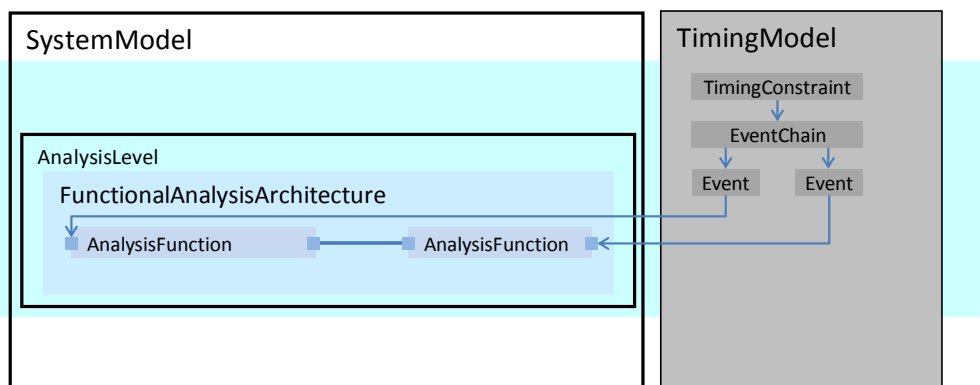 SystemModel
AnalysisLevel
FunctionalAnalysisArchitecture
AnalysisFunction
AnalysisFunction
TimingModel
TimingConstraint
EventChain
Event
Event